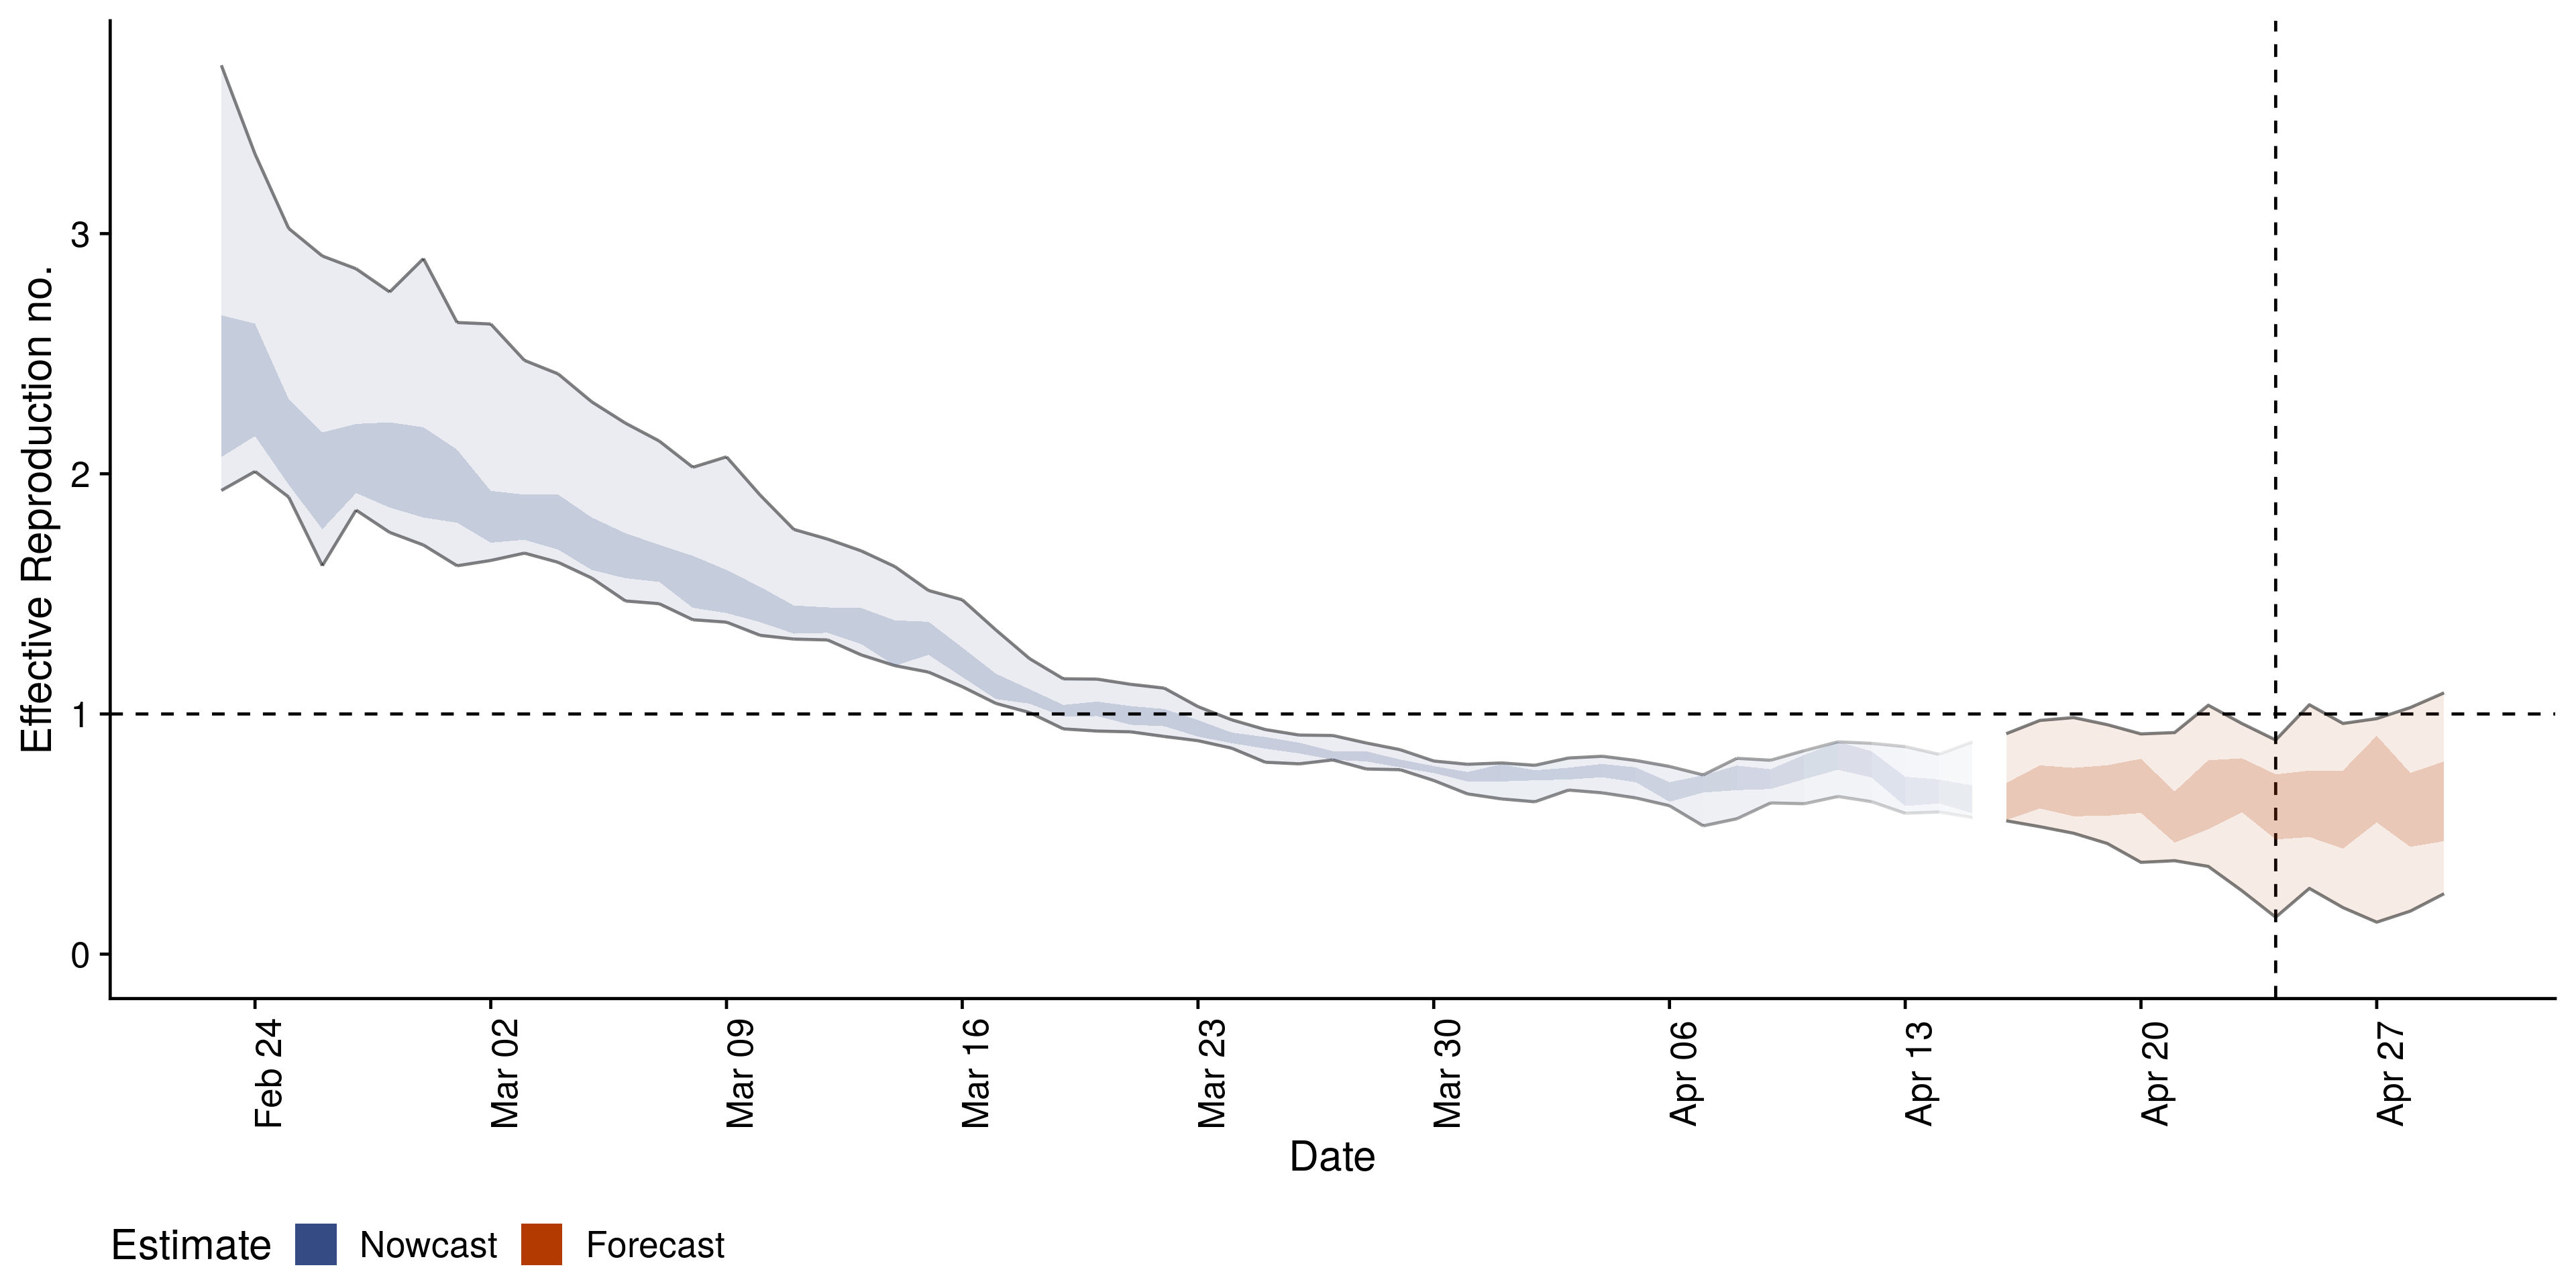 Effective Reproduction no.
3
2
1
0
Feb 24
Mar 02
Mar 09
Mar 16
Mar 23
Mar 30
Apr 06
Apr 13
Apr 20
Apr 27
Date
Estimate Nowcast Forecast